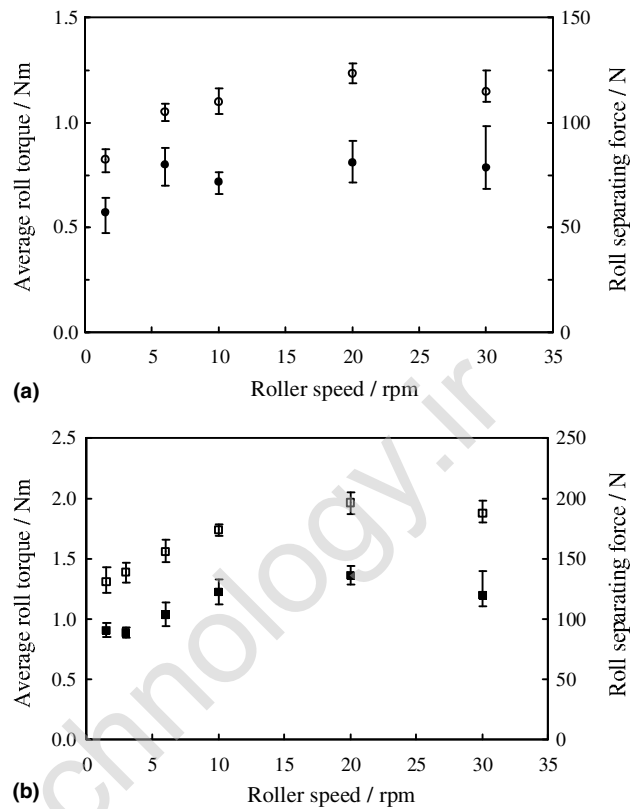 1.5
1.0
0.5
0.0
150
100
50
0
0 5 10 15 20 25 30 35
Average roll torque / Nm
Roll separating force / N
Roller speed / rpm
(a)
2.5
2.0
1.5
1.0
0.5
0.0
250
200
150
100
50
0
0 5 10 15 20 25 30 35
Average roll torque / Nm
Roll separating force / N
Roller speed / rpm
(b)
chnology.ir